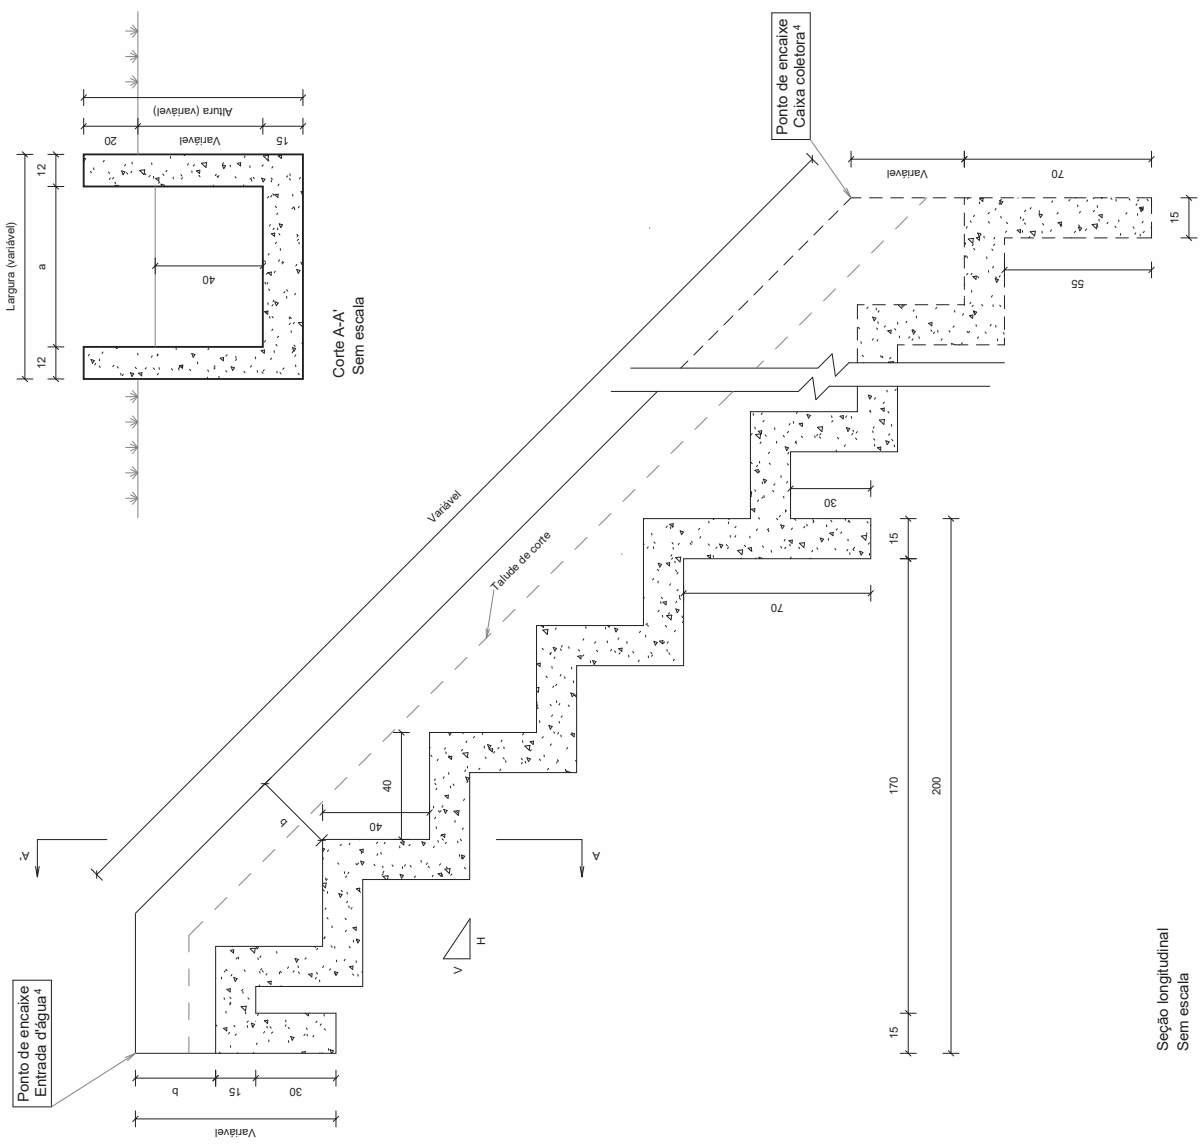 Largura (variável)
12
a
12
20
Variável
15
Altura (variável)
40
Corte A-A'
Sem escala
Ponto de encaixe
Caixa coletora⁴
Variável
70
15
55
Variável
Talude de corte
30
15
70
b
40
40
A'
A
V
H
170
200
15
Ponto de encaixe
Entrada d'água⁴
b
15
30
Variável
Seção longitudinal
Sem escala